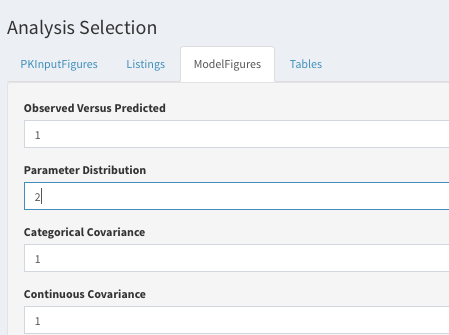 Analysis Selection
PKInputFigures Listings ModelFigures Tables
Observed Versus Predicted
1
Parameter Distribution
2
Categorical Covariance
1
Continuous Covariance
1